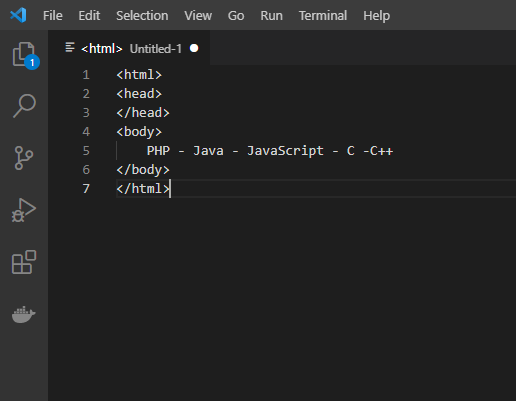 File Edit Selection View Go Run Terminal Help
<html> Untitled-1
1
1 <html>
2 <head>
3 </head>
4 <body>
5 PHP - Java - JavaScript - C -C++
6 </body>
7 </html>